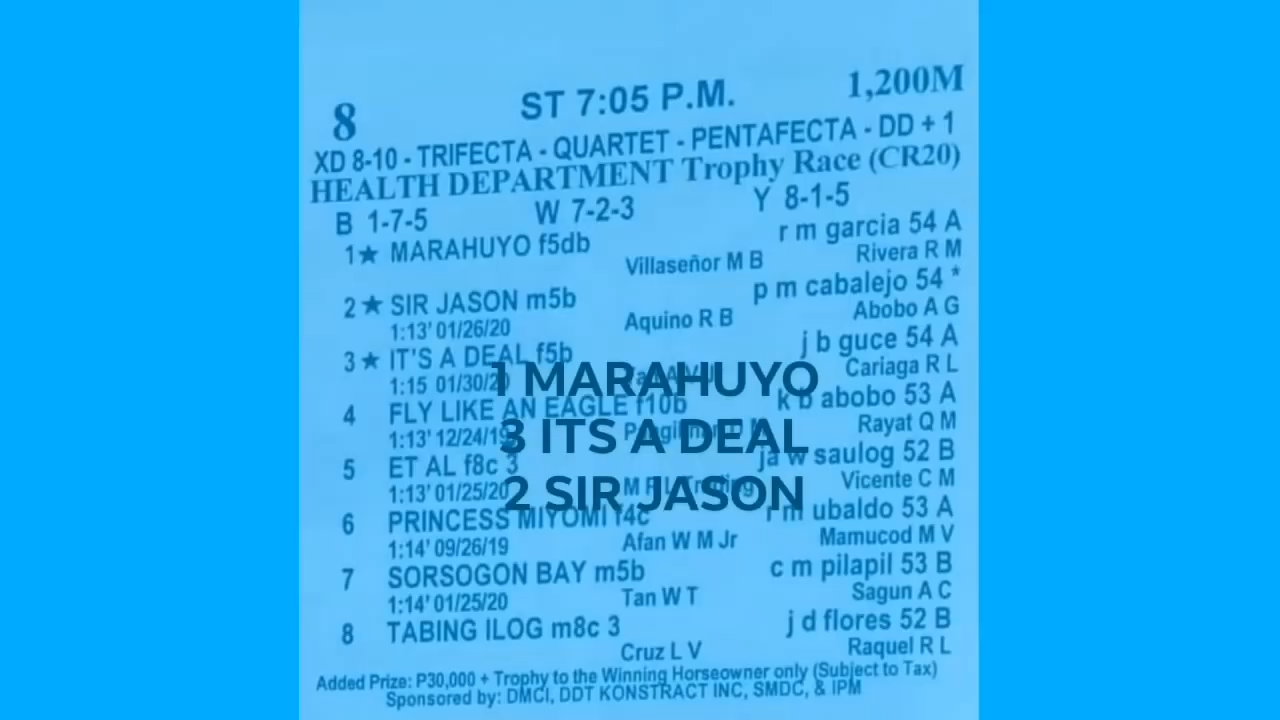 8 ST 7:05 P.M. 1,200M
XD 8-10 - TRIFECTA - QUARTET - PENTAFECTA - DD + 1
HEALTH DEPARTMENT Trophy Race (CR20)
B 1-7-5 W 7-2-3 Y 8-1-5
1★ MARAHUYO f5db r m garcia 54 A
Villaseñor M B Rivera R M
2★ SIR JASON m5b p m cabalejo 54 *
1:13' 01/26/20 Aquino R B Abobo A G
3★ IT'S A DEAL f5b j b guce 54 A
1:15 01/30/20 Cariaga R L
1 MARAHUYO
4 FLY LIKE AN EAGLE f10b k b abobo 53 A
1:13' 12/24/19 Rayat Q M
3 ITS A DEAL
5 ET AL f8c 3 ja w saulog 52 B
1:13' 01/25/20 Vicente C M
2 SIR JASON
6 PRINCESS MIYOMI f4c r m ubaldo 53 A
1:14' 09/26/19 Afan W M Jr Mamucod M V
7 SORSOGON BAY m5b c m pilapil 53 B
1:14' 01/25/20 Tan W T Sagun A C
8 TABING ILOG m8c 3 j d flores 52 B
Cruz L V Raquel R L
Added Prize: P30,000 + Trophy to the Winning Horseowner only (Subject to Tax)
Sponsored by: DMCI, DDT KONSTRACT INC, SMDC, & IPM